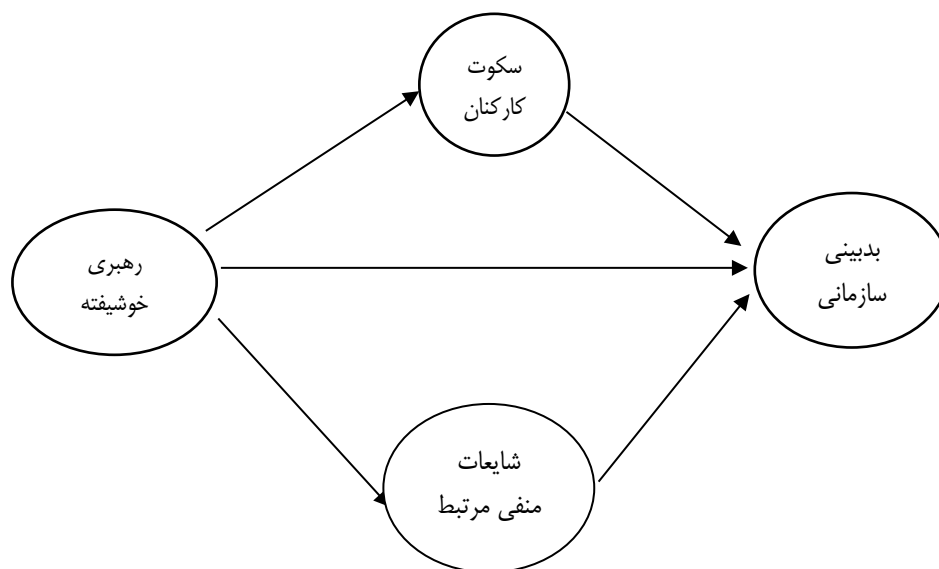 سکوت
کارکنان
رهبری
خوشیفته
بدبینی
سازمانی
شایعات
منفی مرتبط